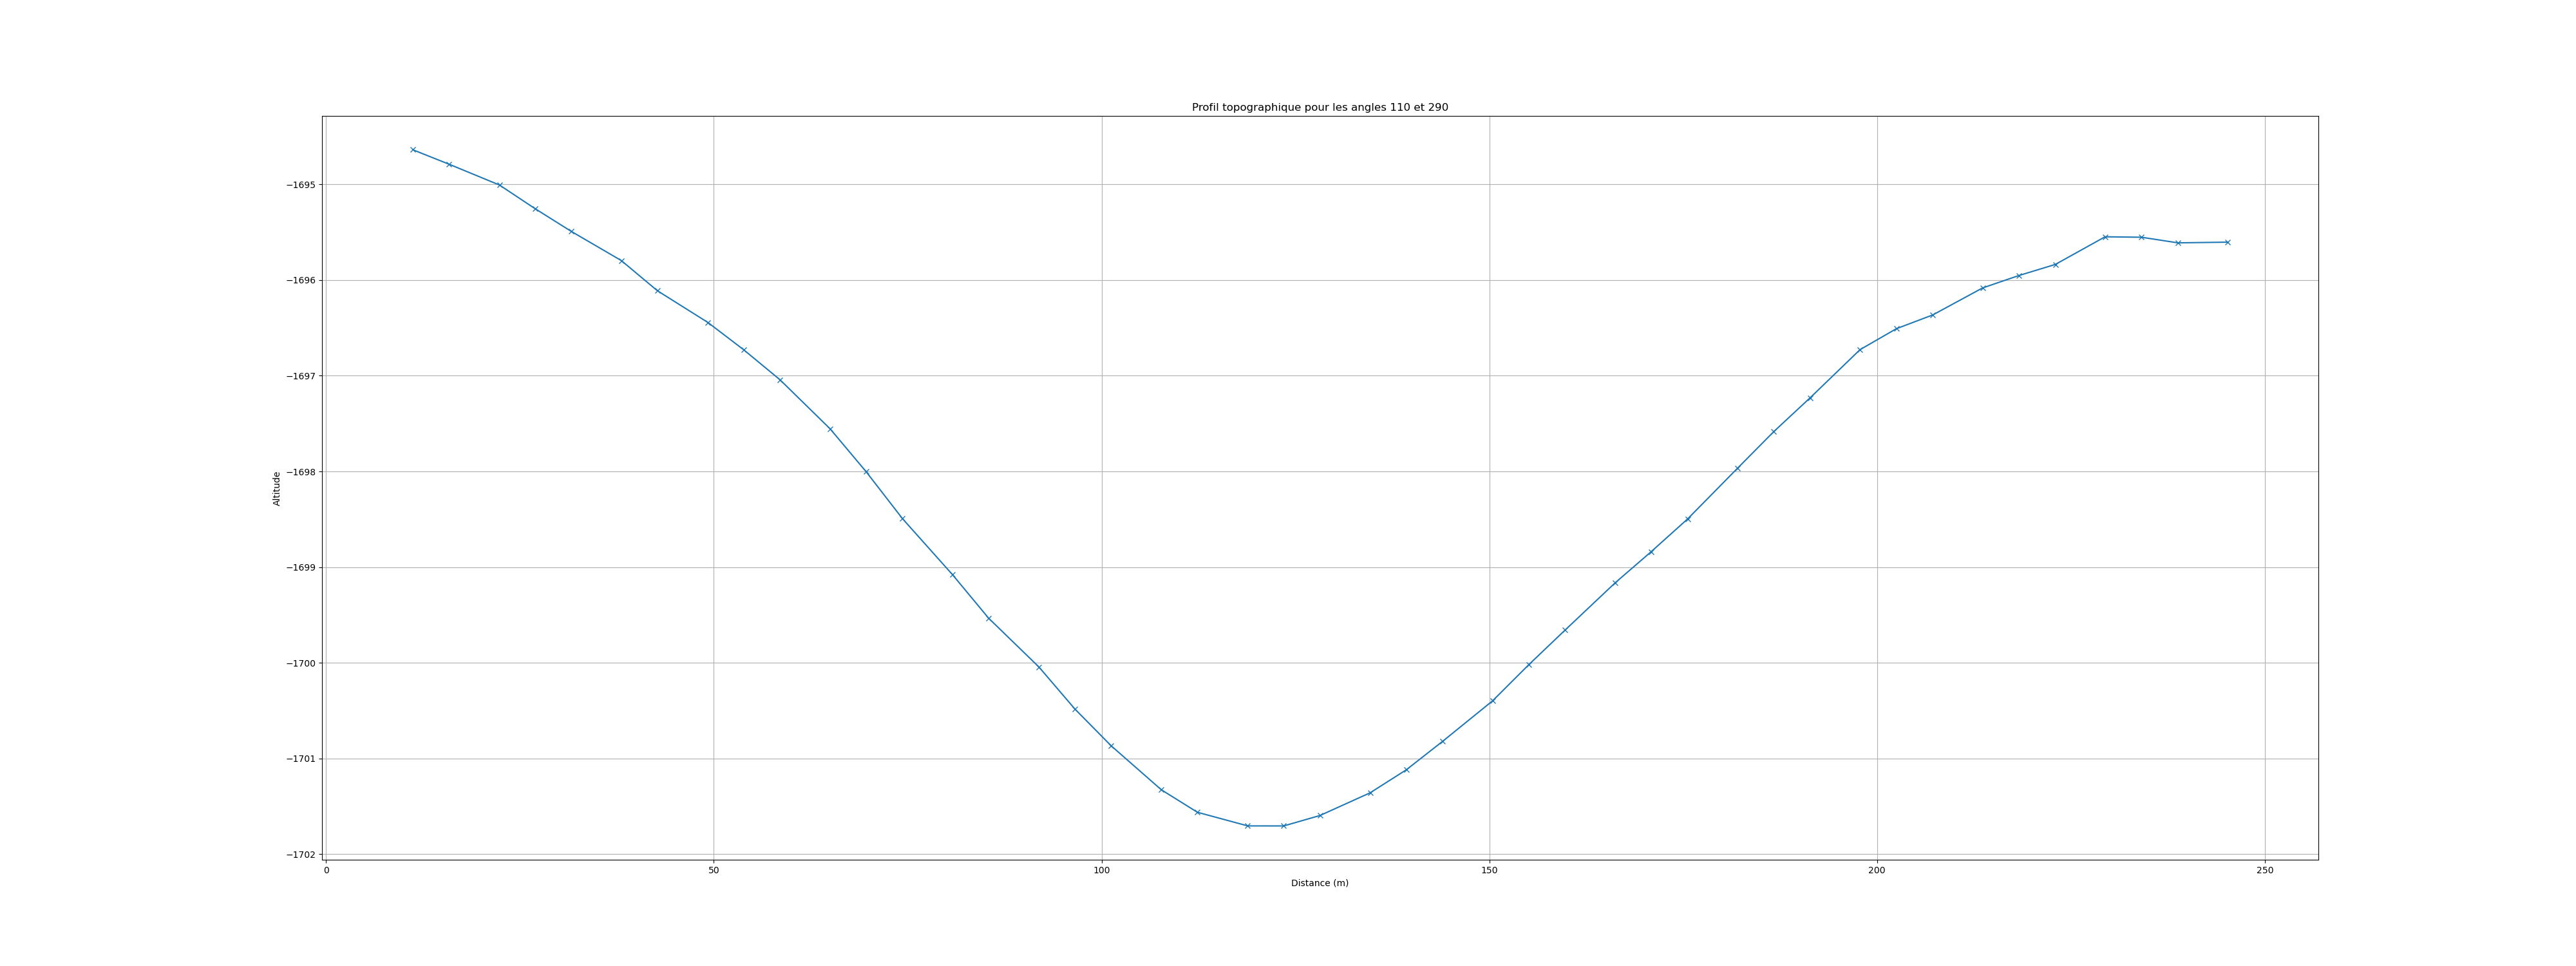 Profil topographique pour les angles 110 et 290
−1695
−1696
−1697
−1698
−1699
−1700
−1701
−1702
Altitude
0 50 100 150 200 250
Distance (m)